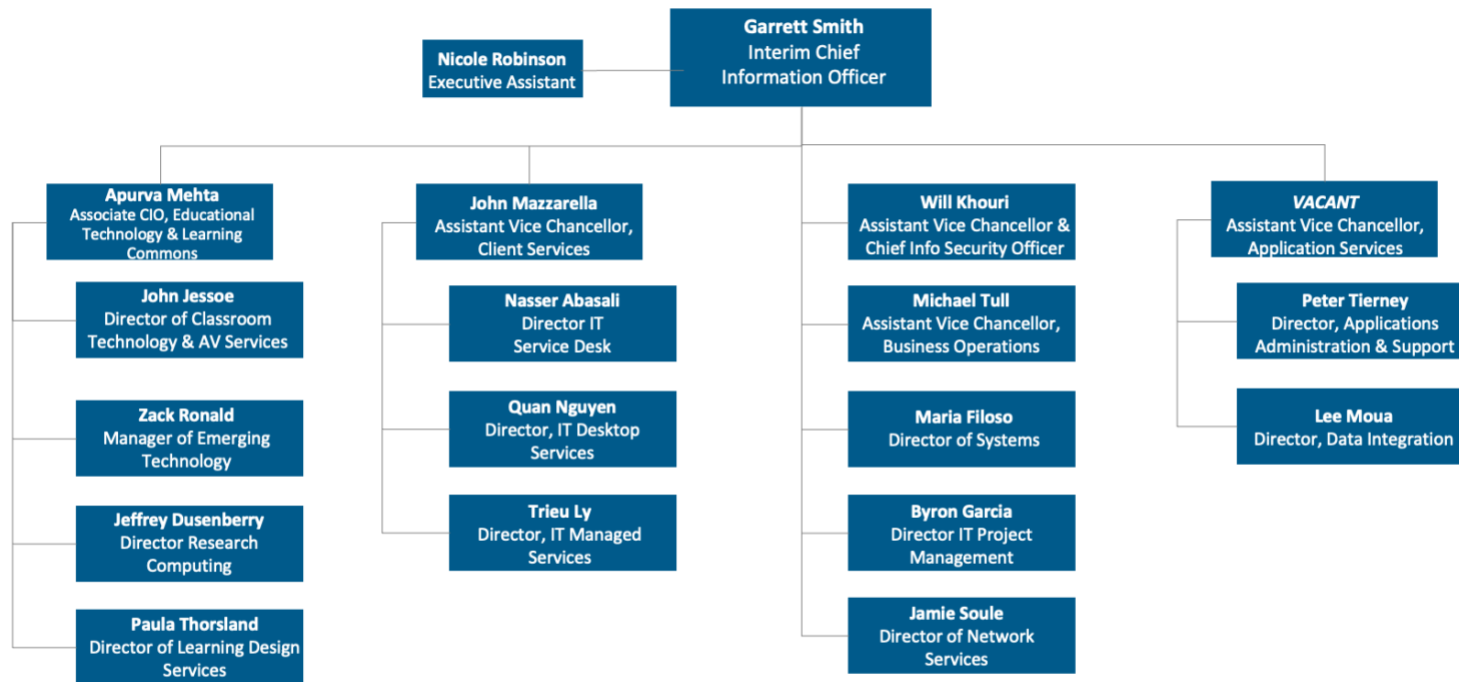 Garrett Smith
Interim Chief
Information Officer
Nicole Robinson
Executive Assistant
Apurva Mehta
Associate CIO, Educational
Technology & Learning
Commons
John Jessoe
Director of Classroom
Technology & AV Services
Zack Ronald
Manager of Emerging
Technology
Jeffrey Dusenberry
Director Research
Computing
Paula Thorsland
Director of Learning Design
Services
John Mazzarella
Assistant Vice Chancellor,
Client Services
Nasser Abasali
Director IT
Service Desk
Quan Nguyen
Director, IT Desktop
Services
Trieu Ly
Director, IT Managed
Services
Will Khouri
Assistant Vice Chancellor &
Chief Info Security Officer
Michael Tull
Assistant Vice Chancellor,
Business Operations
Maria Filoso
Director of Systems
Byron Garcia
Director IT Project
Management
Jamie Soule
Director of Network
Services
VACANT
Assistant Vice Chancellor,
Application Services
Peter Tierney
Director, Applications
Administration & Support
Lee Moua
Director, Data Integration